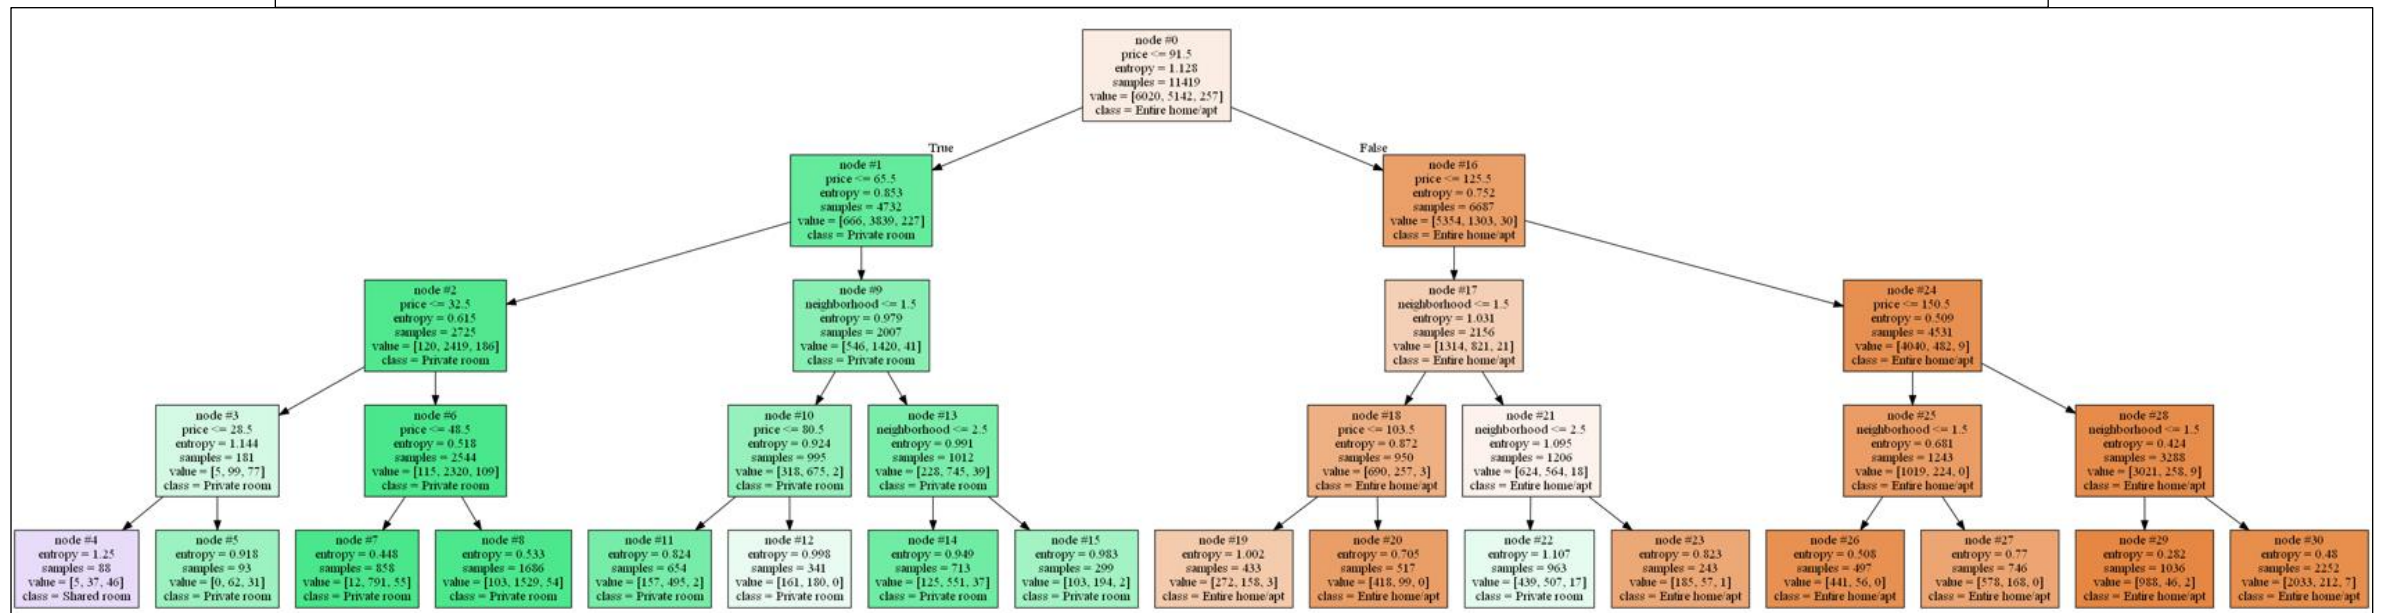 node #0
price <= 91.5
entropy = 1.128
samples = 11419
value = [6020, 5142, 257]
class = Entire home/apt
True
False
node #1
price <= 65.5
entropy = 0.853
samples = 4732
value = [666, 3839, 227]
class = Private room
node #16
price <= 125.5
entropy = 0.752
samples = 6687
value = [5354, 1303, 30]
class = Entire home/apt
node #2
price <= 32.5
entropy = 0.615
samples = 2725
value = [120, 2419, 186]
class = Private room
node #9
neighborhood <= 1.5
entropy = 0.979
samples = 2007
value = [546, 1420, 41]
class = Private room
node #17
neighborhood <= 1.5
entropy = 1.031
samples = 2156
value = [1314, 821, 21]
class = Entire home/apt
node #24
price <= 150.5
entropy = 0.509
samples = 4531
value = [4040, 482, 9]
class = Entire home/apt
node #3
price <= 28.5
entropy = 1.144
samples = 181
value = [5, 99, 77]
class = Private room
node #6
price <= 48.5
entropy = 0.518
samples = 2544
value = [115, 2320, 109]
class = Private room
node #10
price <= 80.5
entropy = 0.924
samples = 995
value = [318, 675, 2]
class = Private room
node #13
neighborhood <= 2.5
entropy = 0.991
samples = 1012
value = [228, 745, 39]
class = Private room
node #18
price <= 103.5
entropy = 0.872
samples = 950
value = [690, 257, 3]
class = Entire home/apt
node #21
neighborhood <= 2.5
entropy = 1.095
samples = 1206
value = [624, 564, 18]
class = Entire home/apt
node #25
neighborhood <= 1.5
entropy = 0.681
samples = 1243
value = [1019, 224, 0]
class = Entire home/apt
node #28
neighborhood <= 1.5
entropy = 0.424
samples = 3288
value = [3021, 258, 9]
class = Entire home/apt
node #4
entropy = 1.25
samples = 88
value = [5, 37, 46]
class = Shared room
node #5
entropy = 0.918
samples = 93
value = [0, 62, 31]
class = Private room
node #7
entropy = 0.448
samples = 858
value = [12, 791, 55]
class = Private room
node #8
entropy = 0.533
samples = 1686
value = [103, 1529, 54]
class = Private room
node #11
entropy = 0.824
samples = 654
value = [157, 495, 2]
class = Private room
node #12
entropy = 0.998
samples = 341
value = [161, 180, 0]
class = Private room
node #14
entropy = 0.949
samples = 713
value = [125, 551, 37]
class = Private room
node #15
entropy = 0.983
samples = 299
value = [103, 194, 2]
class = Private room
node #19
entropy = 1.002
samples = 433
value = [272, 158, 3]
class = Entire home/apt
node #20
entropy = 0.705
samples = 517
value = [418, 99, 0]
class = Entire home/apt
node #22
entropy = 1.107
samples = 963
value = [439, 507, 17]
class = Private room
node #23
entropy = 0.823
samples = 243
value = [185, 57, 1]
class = Entire home/apt
node #26
entropy = 0.508
samples = 497
value = [441, 56, 0]
class = Entire home/apt
node #27
entropy = 0.77
samples = 746
value = [578, 168, 0]
class = Entire home/apt
node #29
entropy = 0.282
samples = 1036
value = [988, 46, 2]
class = Entire home/apt
node #30
entropy = 0.48
samples = 2252
value = [2033, 212, 7]
class = Entire home/apt